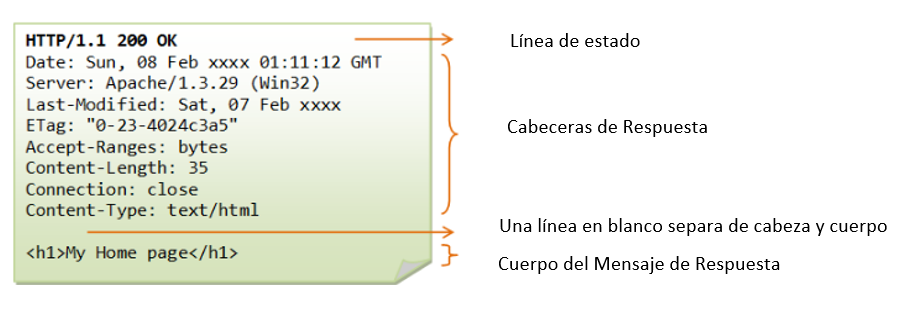 HTTP/1.1 200 OK
Línea de estado
Date: Sun, 08 Feb xxxx 01:11:12 GMT
Server: Apache/1.3.29 (Win32)
Last-Modified: Sat, 07 Feb xxxx
ETag: "0-23-4024c3a5"
Accept-Ranges: bytes
Content-Length: 35
Connection: close
Content-Type: text/html
Cabeceras de Respuesta
Una línea en blanco separa de cabeza y cuerpo
<h1>My Home page</h1>
Cuerpo del Mensaje de Respuesta